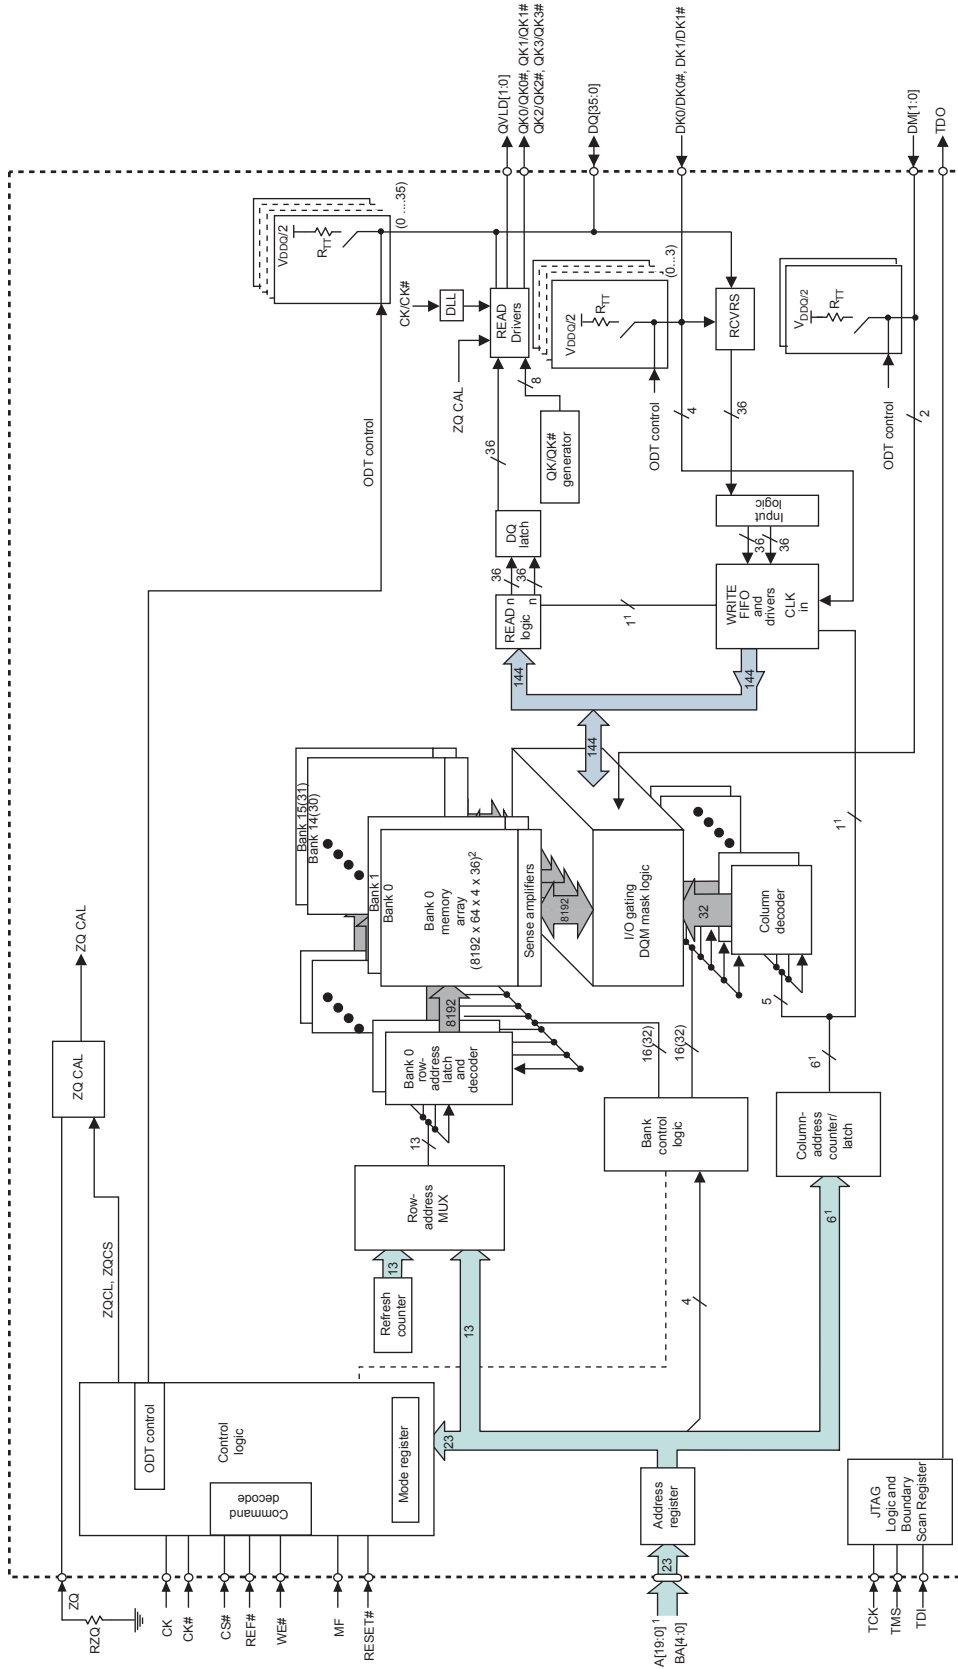 ZQ
RZQ
CK
CK#
CS#
REF#
WE#
MF
RESET#
A[19:0]¹
BA[4:0]
TCK
TMS
TDI
ZQ CAL
ZQ CAL
ZQCL, ZQCS
ODT control
Control
logic
Command
decode
Mode register
23
23
Address
register
JTAG
Logic and
Boundary
Scan Register
Refresh
counter
13
13
4
6¹
Row-
address
MUX
13
Bank
control
logic
16(32)
16(32)
Column-
address
counter/
latch
6¹
5
1¹
Bank 0
row-
address
latch
and
decoder
8192
Bank 15(31)
Bank 14(30)
Bank 1
Bank 0
Bank 0
memory
array
(8192 x 64 x 4 x 36)²
Sense amplifiers
8192
I/O gating
DQM mask logic
32
Column
decoder
144
144
144
READ n
logic n
36
36
DQ
latch
36
1¹
WRITE
FIFO
and
drivers
CLK
in
36
36
Input
logic
36
RCVRS
4
2
QK/QK#
generator
8
READ
Drivers
ZQ CAL
DLL
CK/CK#
ODT control
VDDQ/2
RTT
(0 ....35)
ODT control
VDDQ/2
RTT
(0...3)
ODT control
VDDQ/2
RTT
QVLD[1:0]
QK0/QK0#, QK1/QK1#
QK2/QK2#, QK3/QK3#
DQ[35:0]
DK0/DK0#, DK1/DK1#
DM[1:0]
TDO